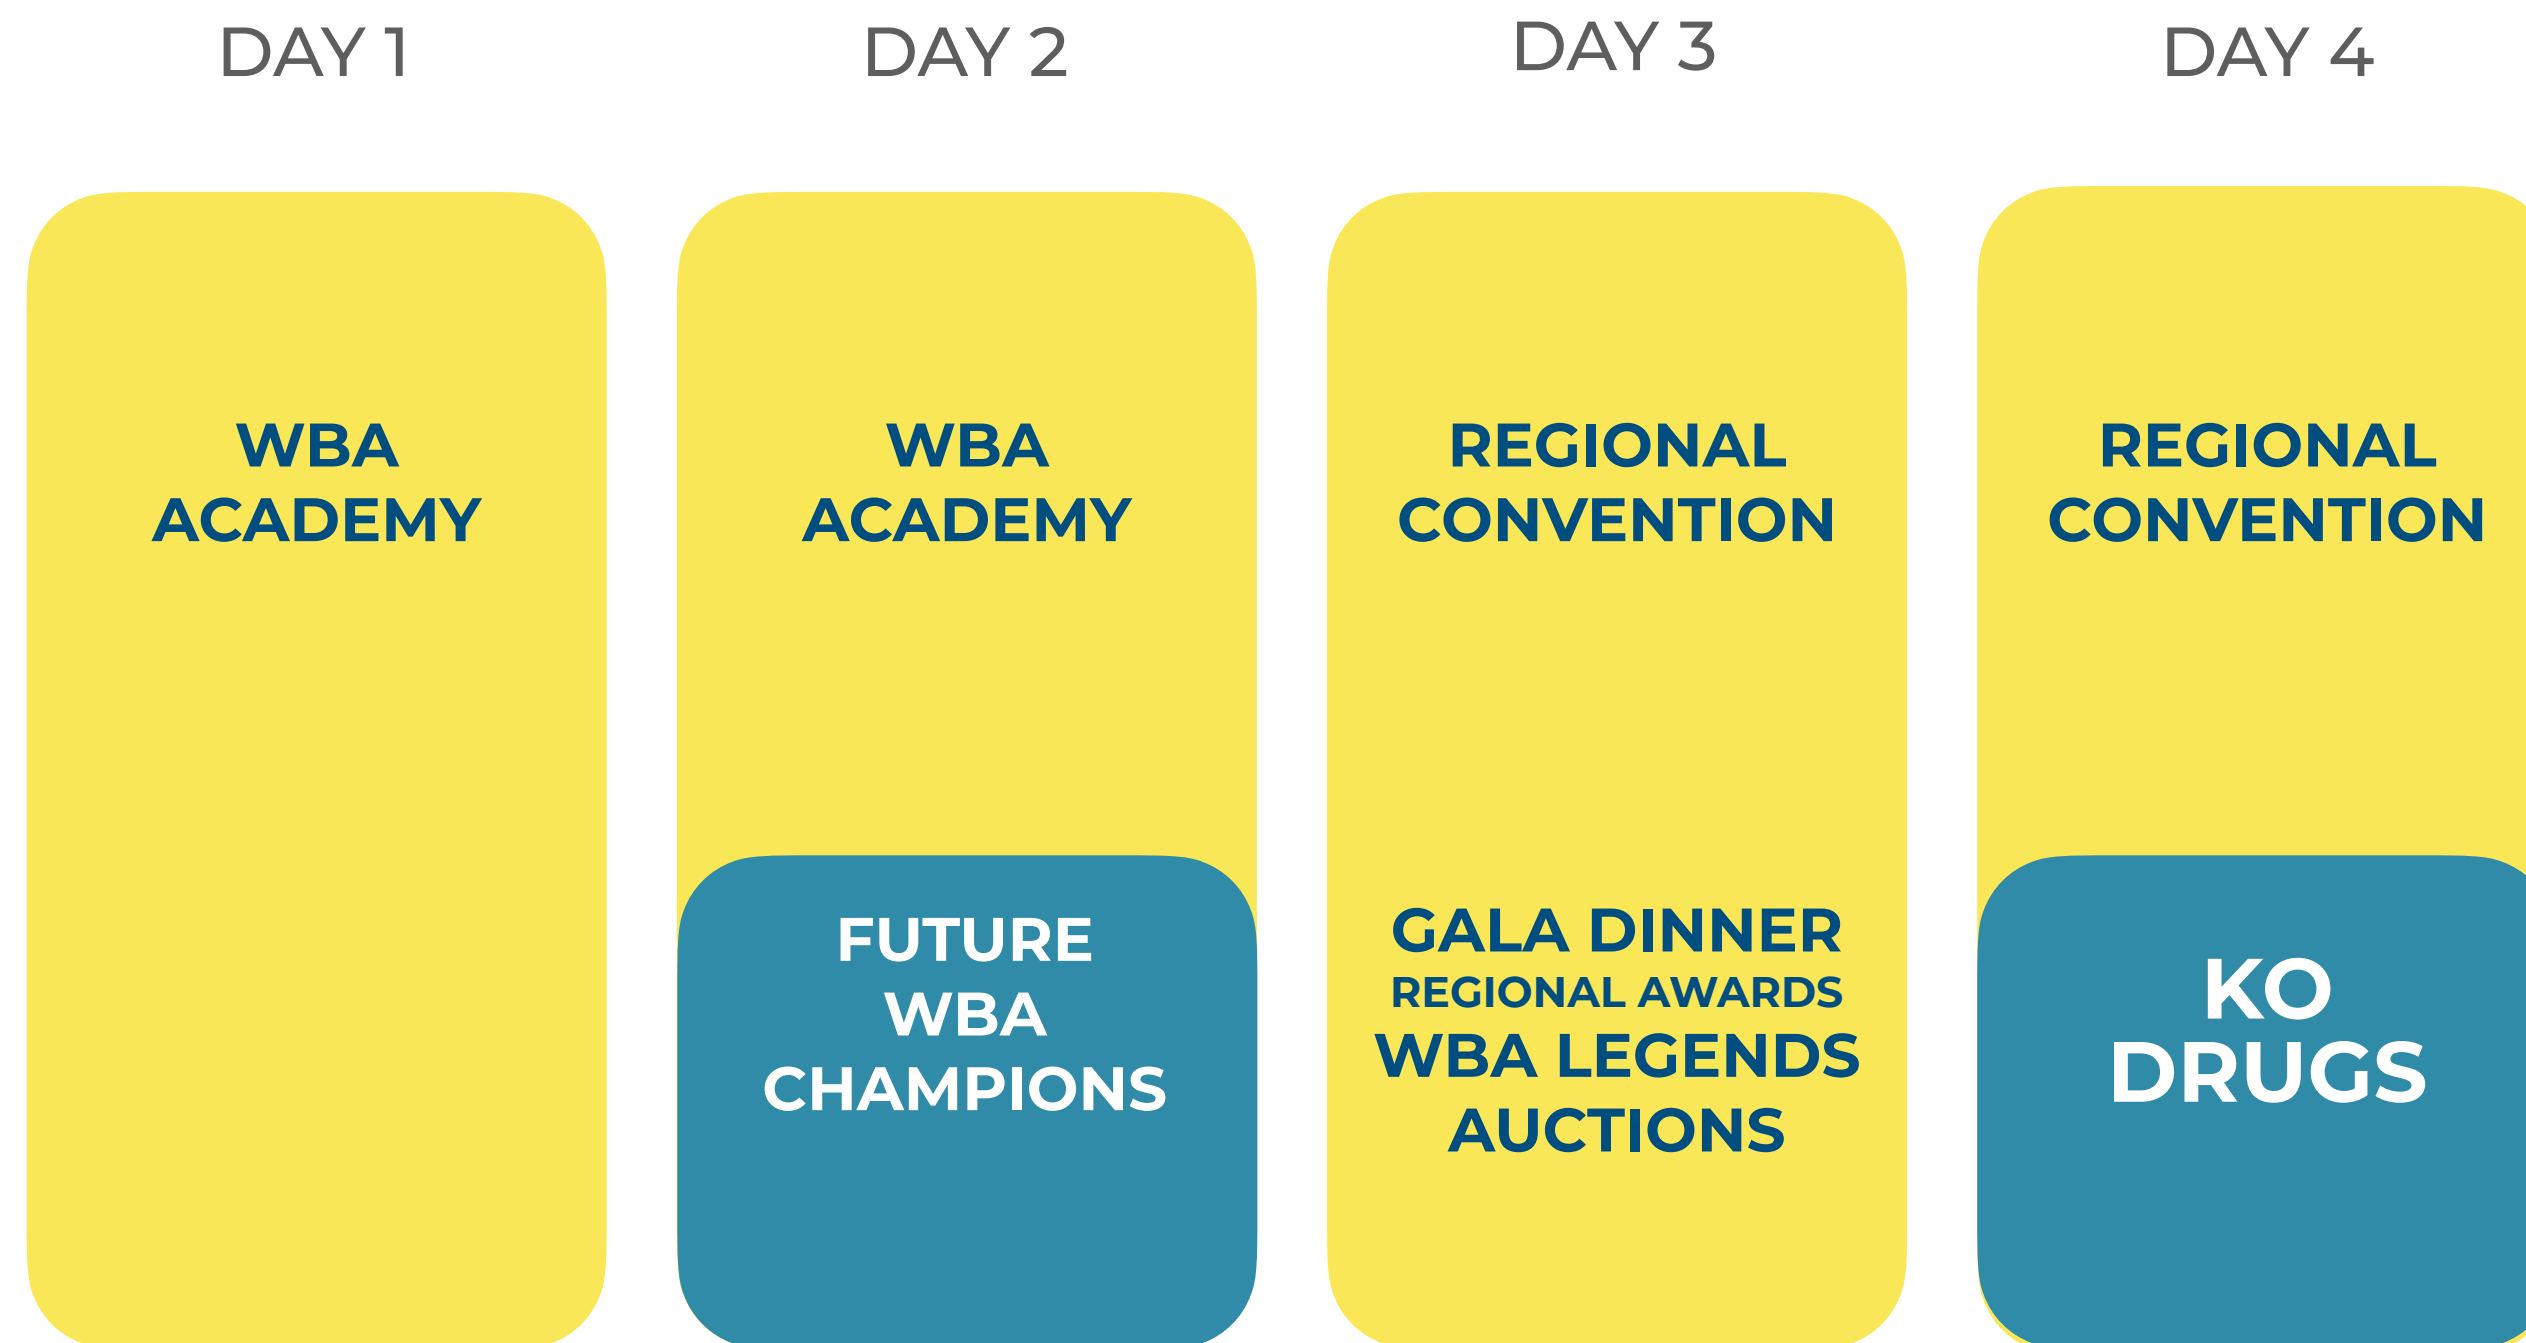 DAY 1
WBA
ACADEMY
DAY 2
WBA
ACADEMY
FUTURE
WBA
CHAMPIONS
DAY 3
REGIONAL
CONVENTION
GALA DINNER
REGIONAL AWARDS
WBA LEGENDS
AUCTIONS
DAY 4
REGIONAL
CONVENTION
KO
DRUGS